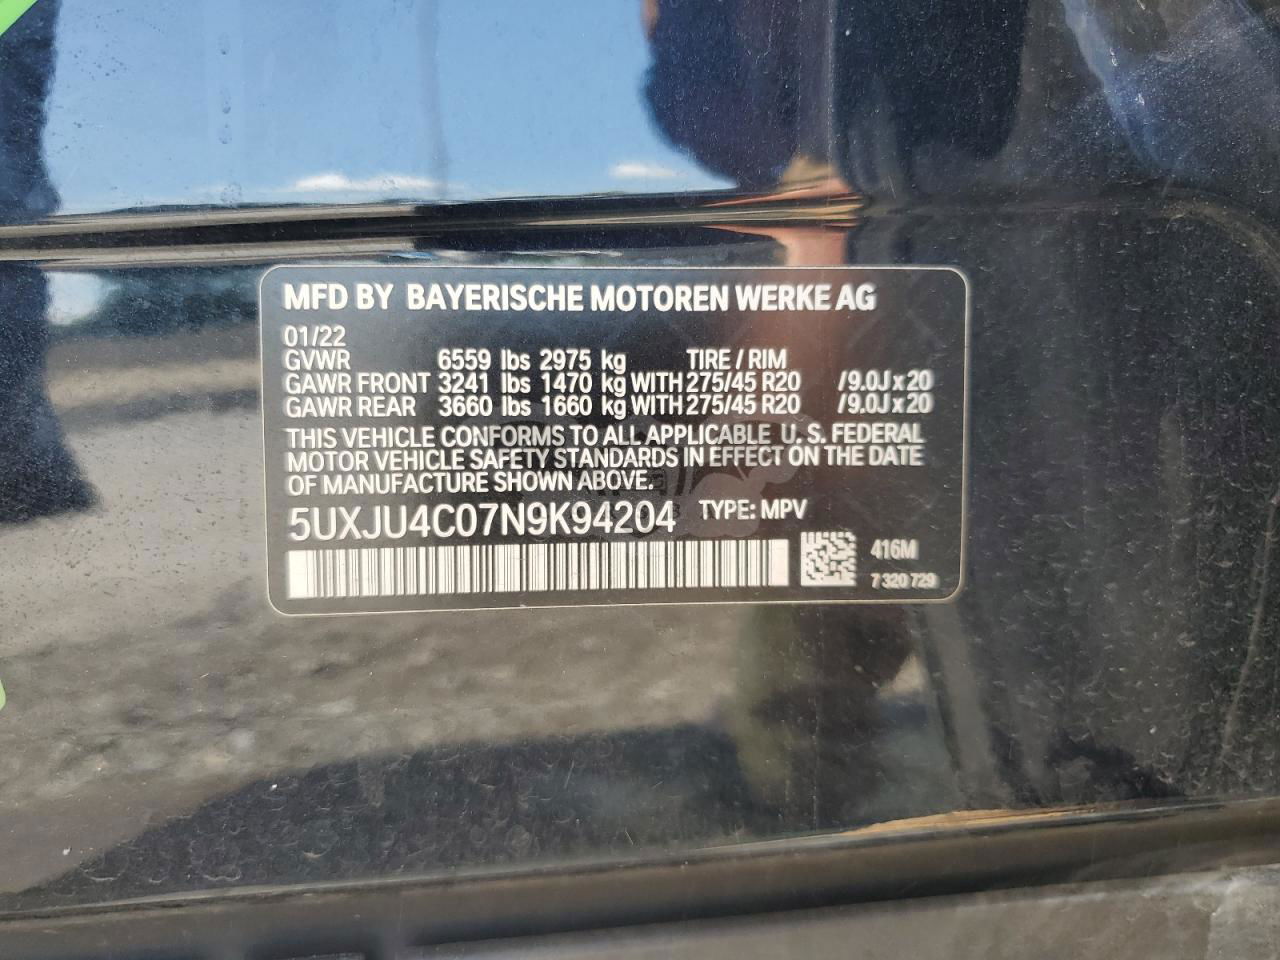 MFD BY BAYERISCHE MOTOREN WERKE AG
01/22
GVWR 6559 lbs 2975 kg TIRE / RIM
GAWR FRONT 3241 lbs 1470 kg WITH 275/45 R20 /9.0J x 20
GAWR REAR 3660 lbs 1660 kg WITH 275/45 R20 /9.0J x 20
THIS VEHICLE CONFORMS TO ALL APPLICABLE U.S. FEDERAL
MOTOR VEHICLE SAFETY STANDARDS IN EFFECT ON THE DATE
OF MANUFACTURE SHOWN ABOVE.
5UXJU4C07N9K94204 TYPE: MPV
416M
7 320 729